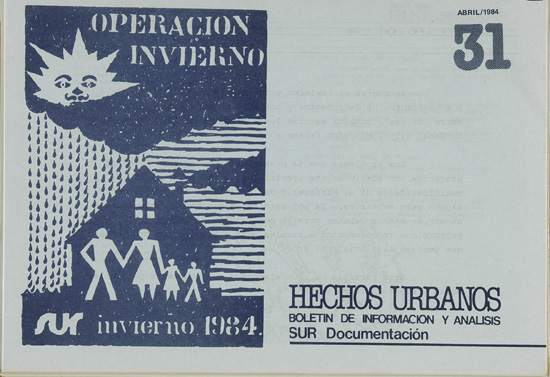 OPERACION
INVIERNO
SUR invierno 1984.
ABRIL/1984
31
HECHOS URBANOS
BOLETIN DE INFORMACION Y ANALISIS
SUR Documentación